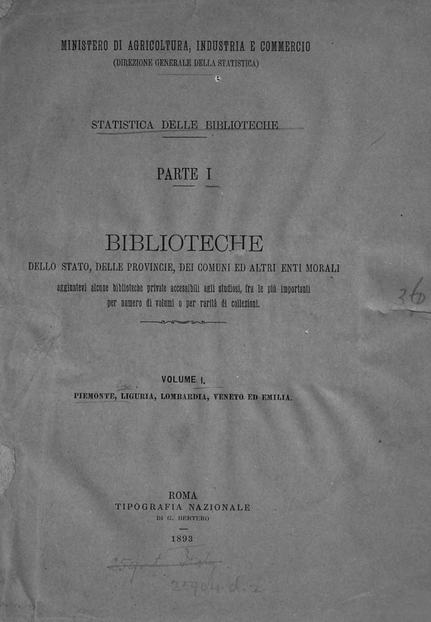 MINISTERO DI AGRICOLTURA, INDUSTRIA E COMMERCIO
(DIREZIONE GENERALE DELLA STATISTICA)
STATISTICA DELLE BIBLIOTECHE
PARTE I
BIBLIOTECHE
DELLO STATO, DELLE PROVINCIE, DEI COMUNI ED ALTRI ENTI MORALI
aggiuntevi alcune biblioteche private accessibili agli studiosi, fra le più importanti
per numero di volumi o per rarità di collezioni.
VOLUME I.
PIEMONTE, LIGURIA, LOMBARDIA, VENETO ED EMILIA.
ROMA
TIPOGRAFIA NAZIONALE
DI G. BERTERO
1893
25904.d.2